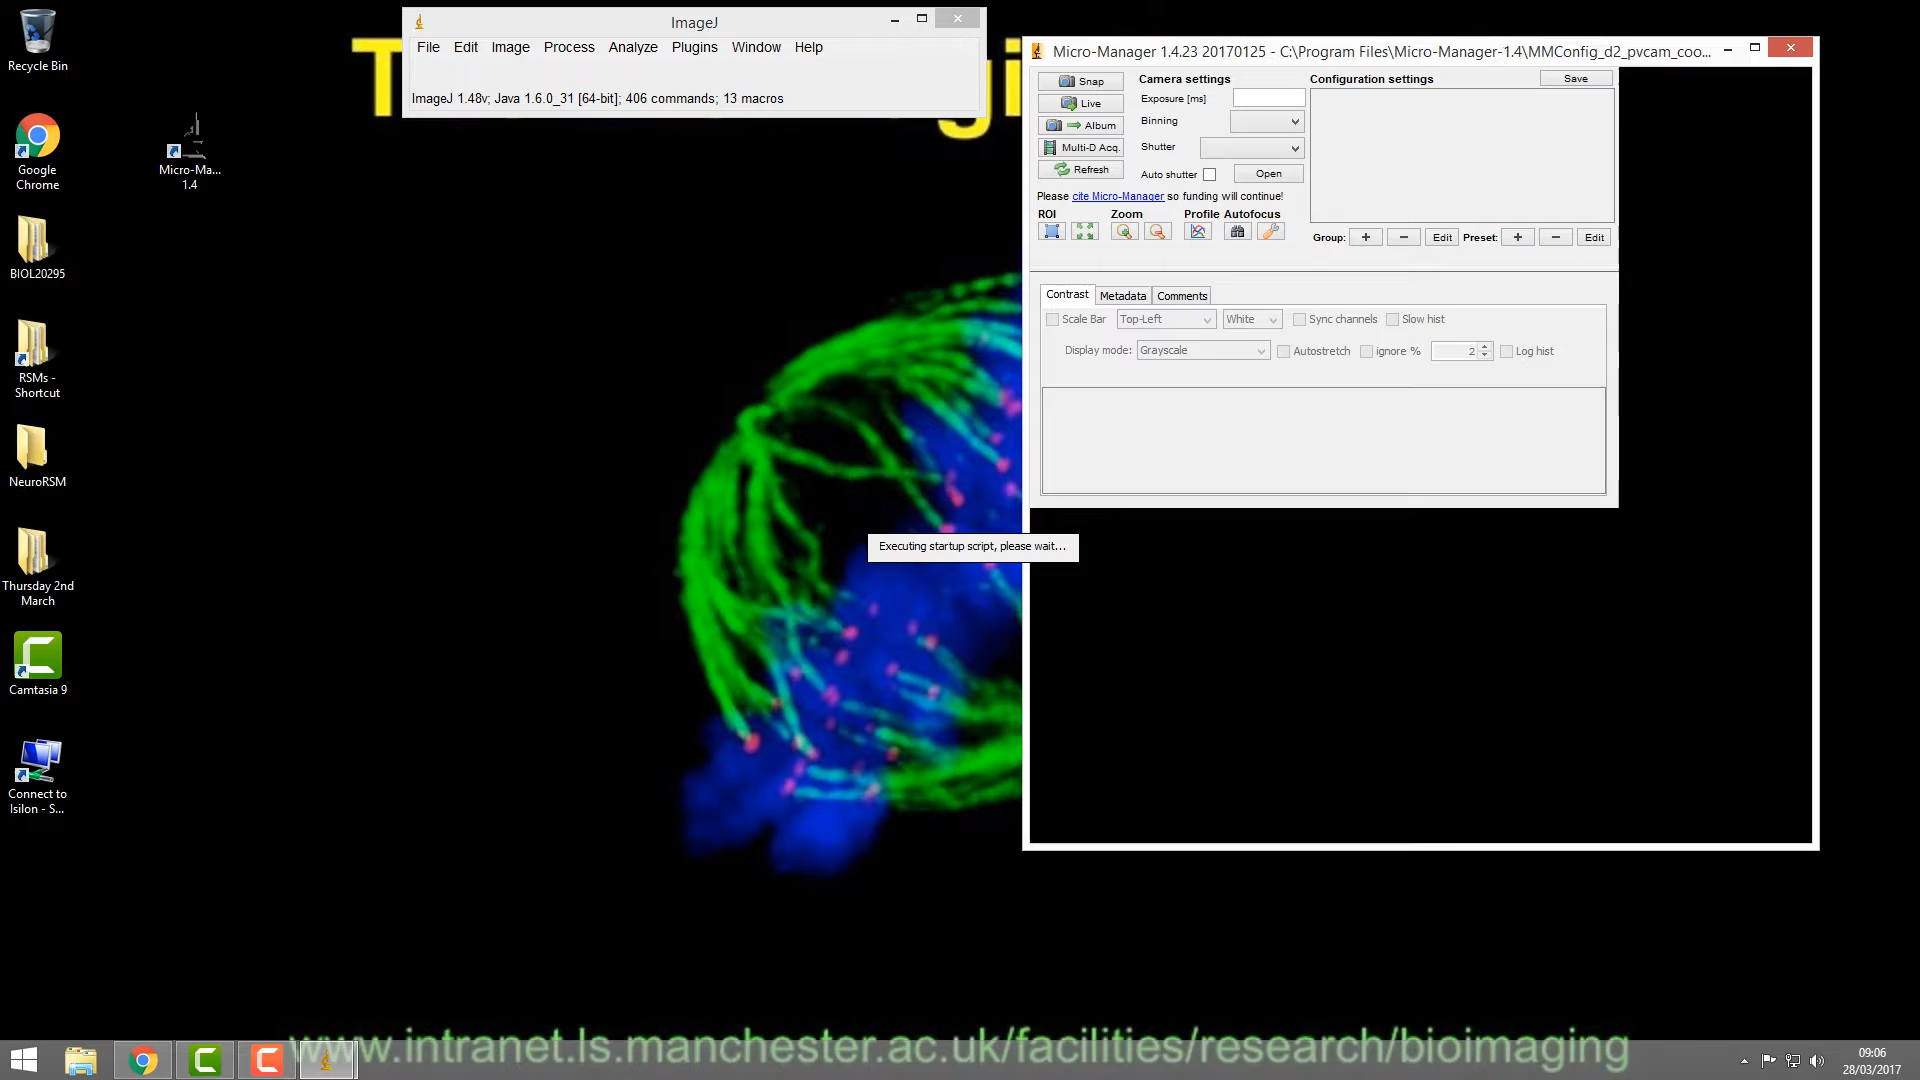 Recycle Bin
Google
Chrome
Micro-Ma...
1.4
BIOL20295
RSMs -
Shortcut
NeuroRSM
Thursday 2nd
March
Camtasia 9
Connect to
Isilon - S...
ImageJ
File Edit Image Process Analyze Plugins Window Help
ImageJ 1.48v; Java 1.6.0_31 [64-bit]; 406 commands; 13 macros
Micro-Manager 1.4.23 20170125 - C:\Program Files\Micro-Manager-1.4\MMConfig_d2_pvcam_coo...
Snap
Live
Album
Multi-D Acq.
Refresh
Camera settings
Exposure [ms]
Binning
Shutter
Auto shutter
Open
Configuration settings
Save
Please cite Micro-Manager so funding will continue!
ROI Zoom Profile Autofocus
Group: + − Edit Preset: + − Edit
Contrast Metadata Comments
Scale Bar Top-Left White Sync channels Slow hist
Display mode: Grayscale Autostretch ignore % 2 Log hist
Executing startup script, please wait...
www.intranet.ls.manchester.ac.uk/facilities/research/bioimaging
09:06
28/03/2017